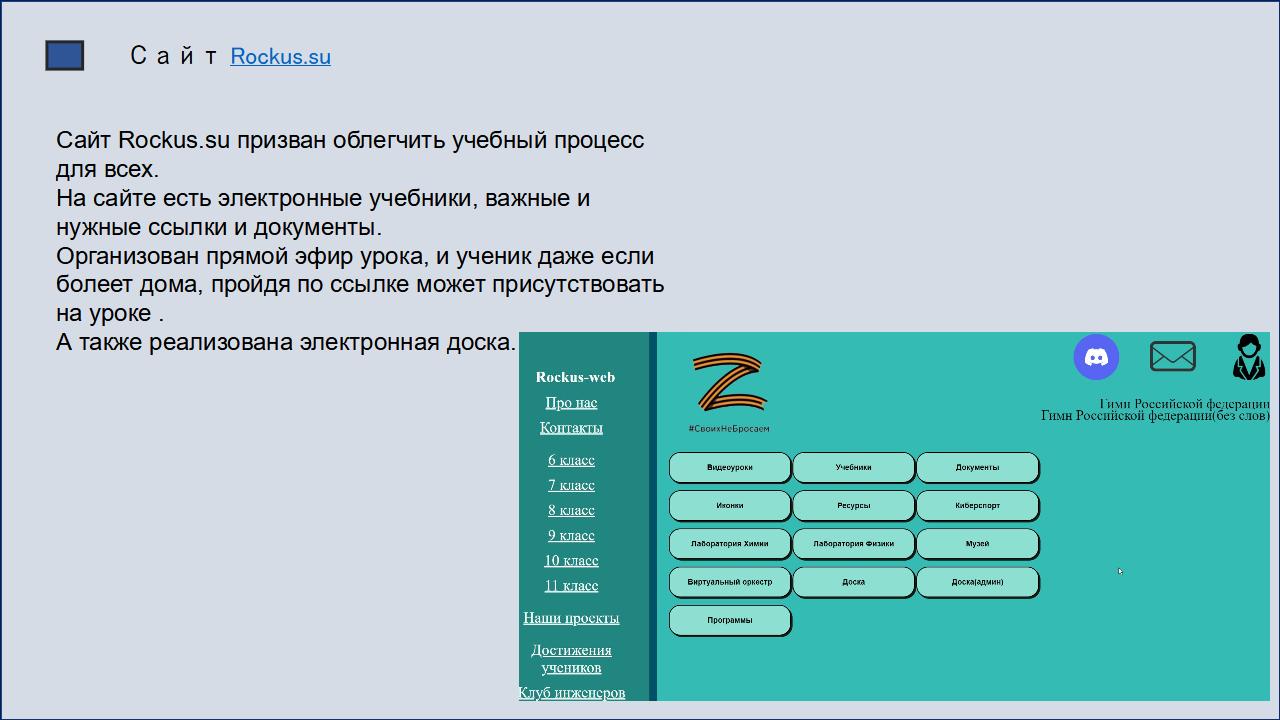 Сайт Rockus.su
Сайт Rockus.su призван облегчить учебный процесс
для всех.
На сайте есть электронные учебники, важные и
нужные ссылки и документы.
Организован прямой эфир урока, и ученик даже если
болеет дома, пройдя по ссылке может присутствовать
на уроке .
А также реализована электронная доска.
Rockus-web
Про нас
Контакты
6 класс
7 класс
8 класс
9 класс
10 класс
11 класс
Наши проекты
Достижения
учеников
Клуб инженеров
#СвоихНеБросаем
Гимн Российской федерации
Гимн Российской федерации(без слов)
Видеоуроки Учебники Документы
Иконки Ресурсы Киберспорт
Лаборатория Химии Лаборатория Физики Музей
Виртуальный оркестр Доска Доска(админ)
Программы